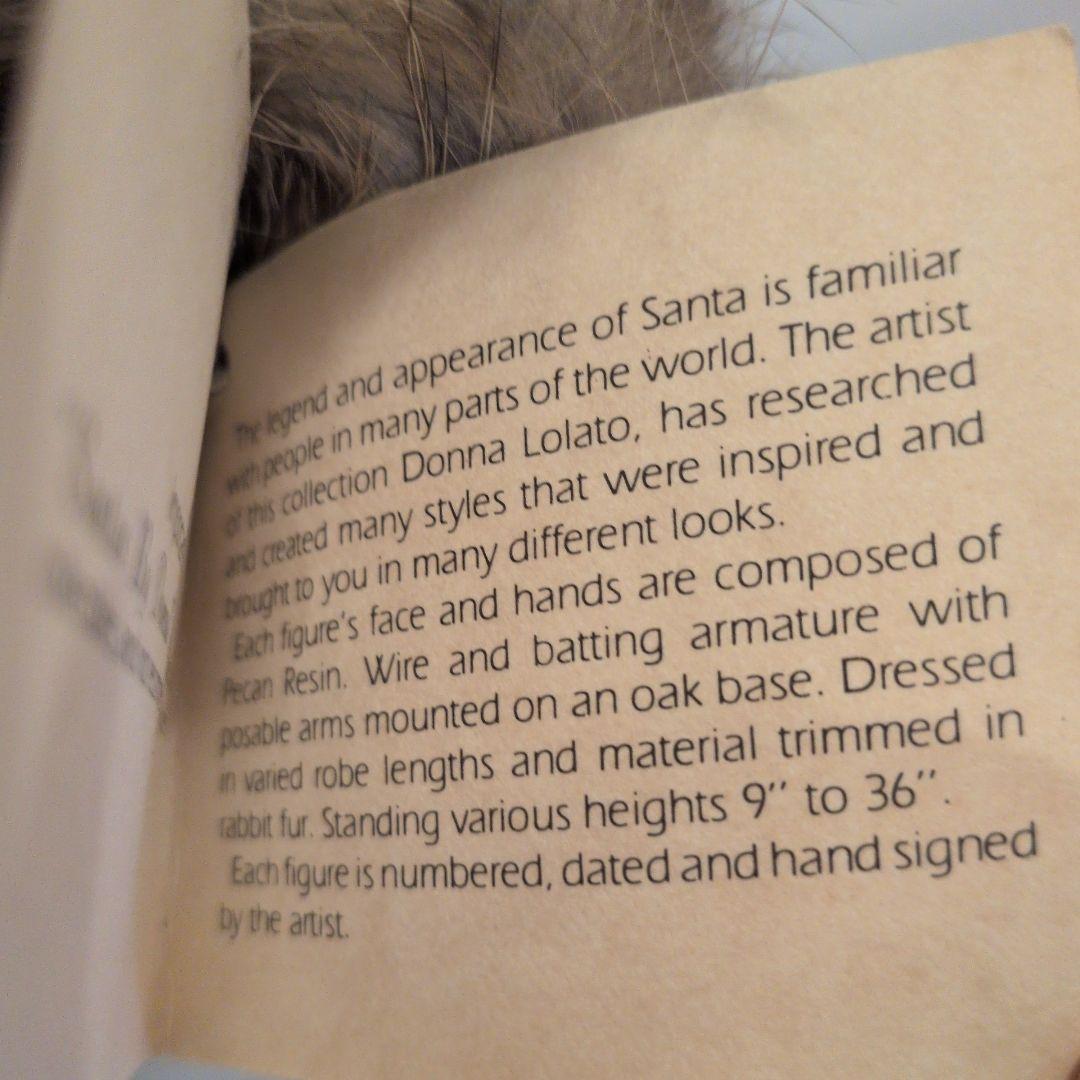 The legend and appearance of Santa is familiar
with people in many parts of the world. The artist
of this collection Donna Lolato, has researched
and created many styles that were inspired and
brought to you in many different looks.
Each figure's face and hands are composed of
Pecan Resin. Wire and batting armature with
posable arms mounted on an oak base. Dressed
in varied robe lengths and material trimmed in
rabbit fur. Standing various heights 9'' to 36''.
Each figure is numbered, dated and hand signed
by the artist.